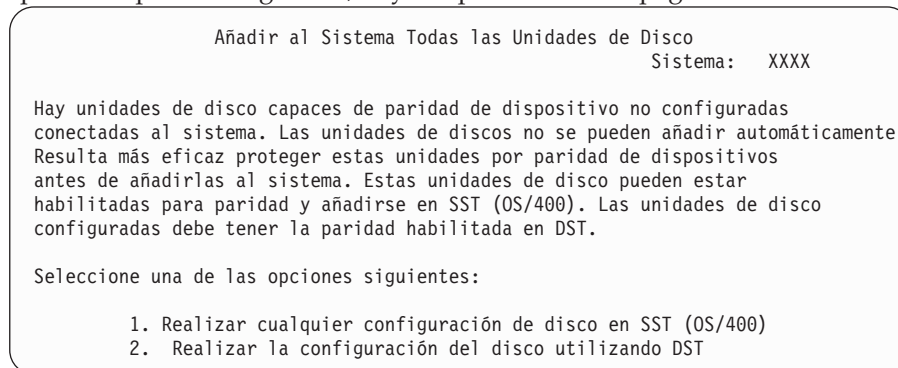 Añadir al Sistema Todas las Unidades de Disco
Sistema: XXXX
Hay unidades de disco capaces de paridad de dispositivo no configuradas
conectadas al sistema. Las unidades de discos no se pueden añadir automáticamente
Resulta más eficaz proteger estas unidades por paridad de dispositivos
antes de añadirlas al sistema. Estas unidades de disco pueden estar
habilitadas para paridad y añadirse en SST (OS/400). Las unidades de disco
configuradas debe tener la paridad habilitada en DST.
Seleccione una de las opciones siguientes:
1. Realizar cualquier configuración de disco en SST (OS/400)
2. Realizar la configuración del disco utilizando DST